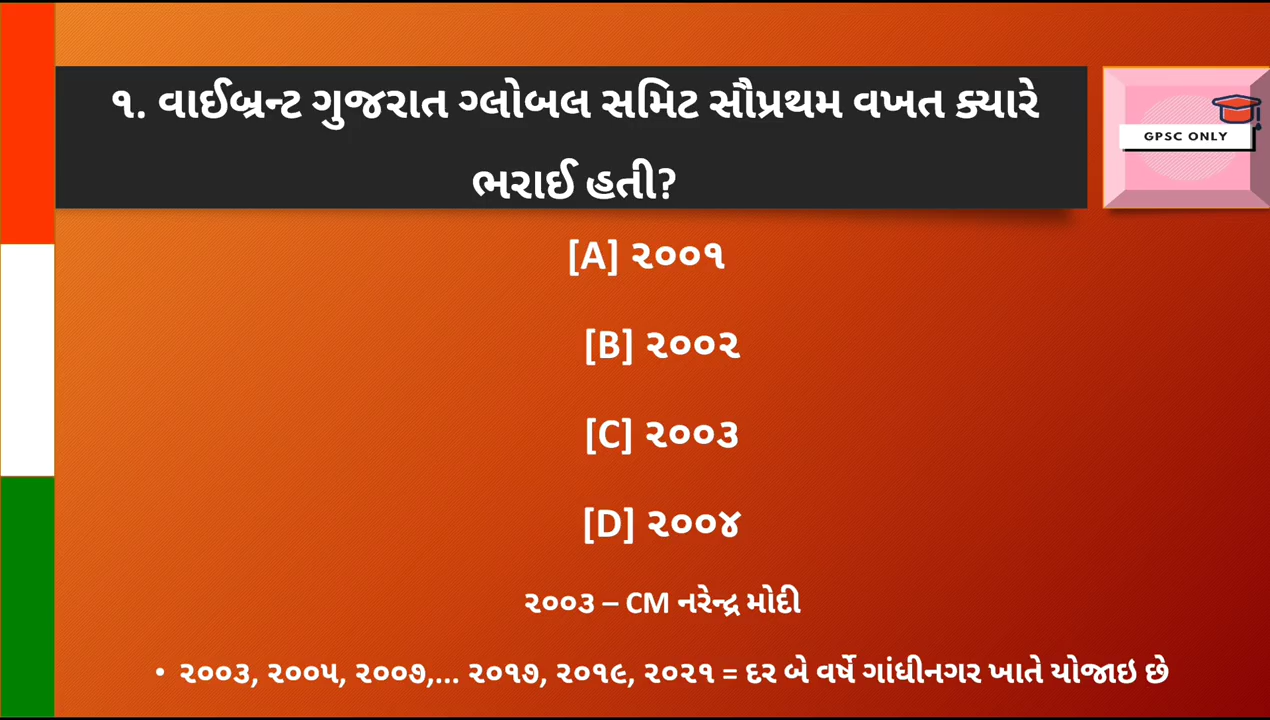 ૧. વાઈબ્રન્ટ ગુજરાત ગ્લોબલ સમિટ સૌપ્રથમ વખત ક્યારે
ભરાઈ હતી?
GPSC ONLY
[A] ૨૦૦૧
[B] ૨૦૦૨
[C] ૨૦૦૩
[D] ૨૦૦૪
૨૦૦૩ – CM નરેન્દ્ર મોદી
• ૨૦૦૩, ૨૦૦૫, ૨૦૦૭,... ૨૦૧૭, ૨૦૧૯, ૨૦૨૧ = દર બે વર્ષે ગાંધીનગર ખાતે યોજાઇ છે